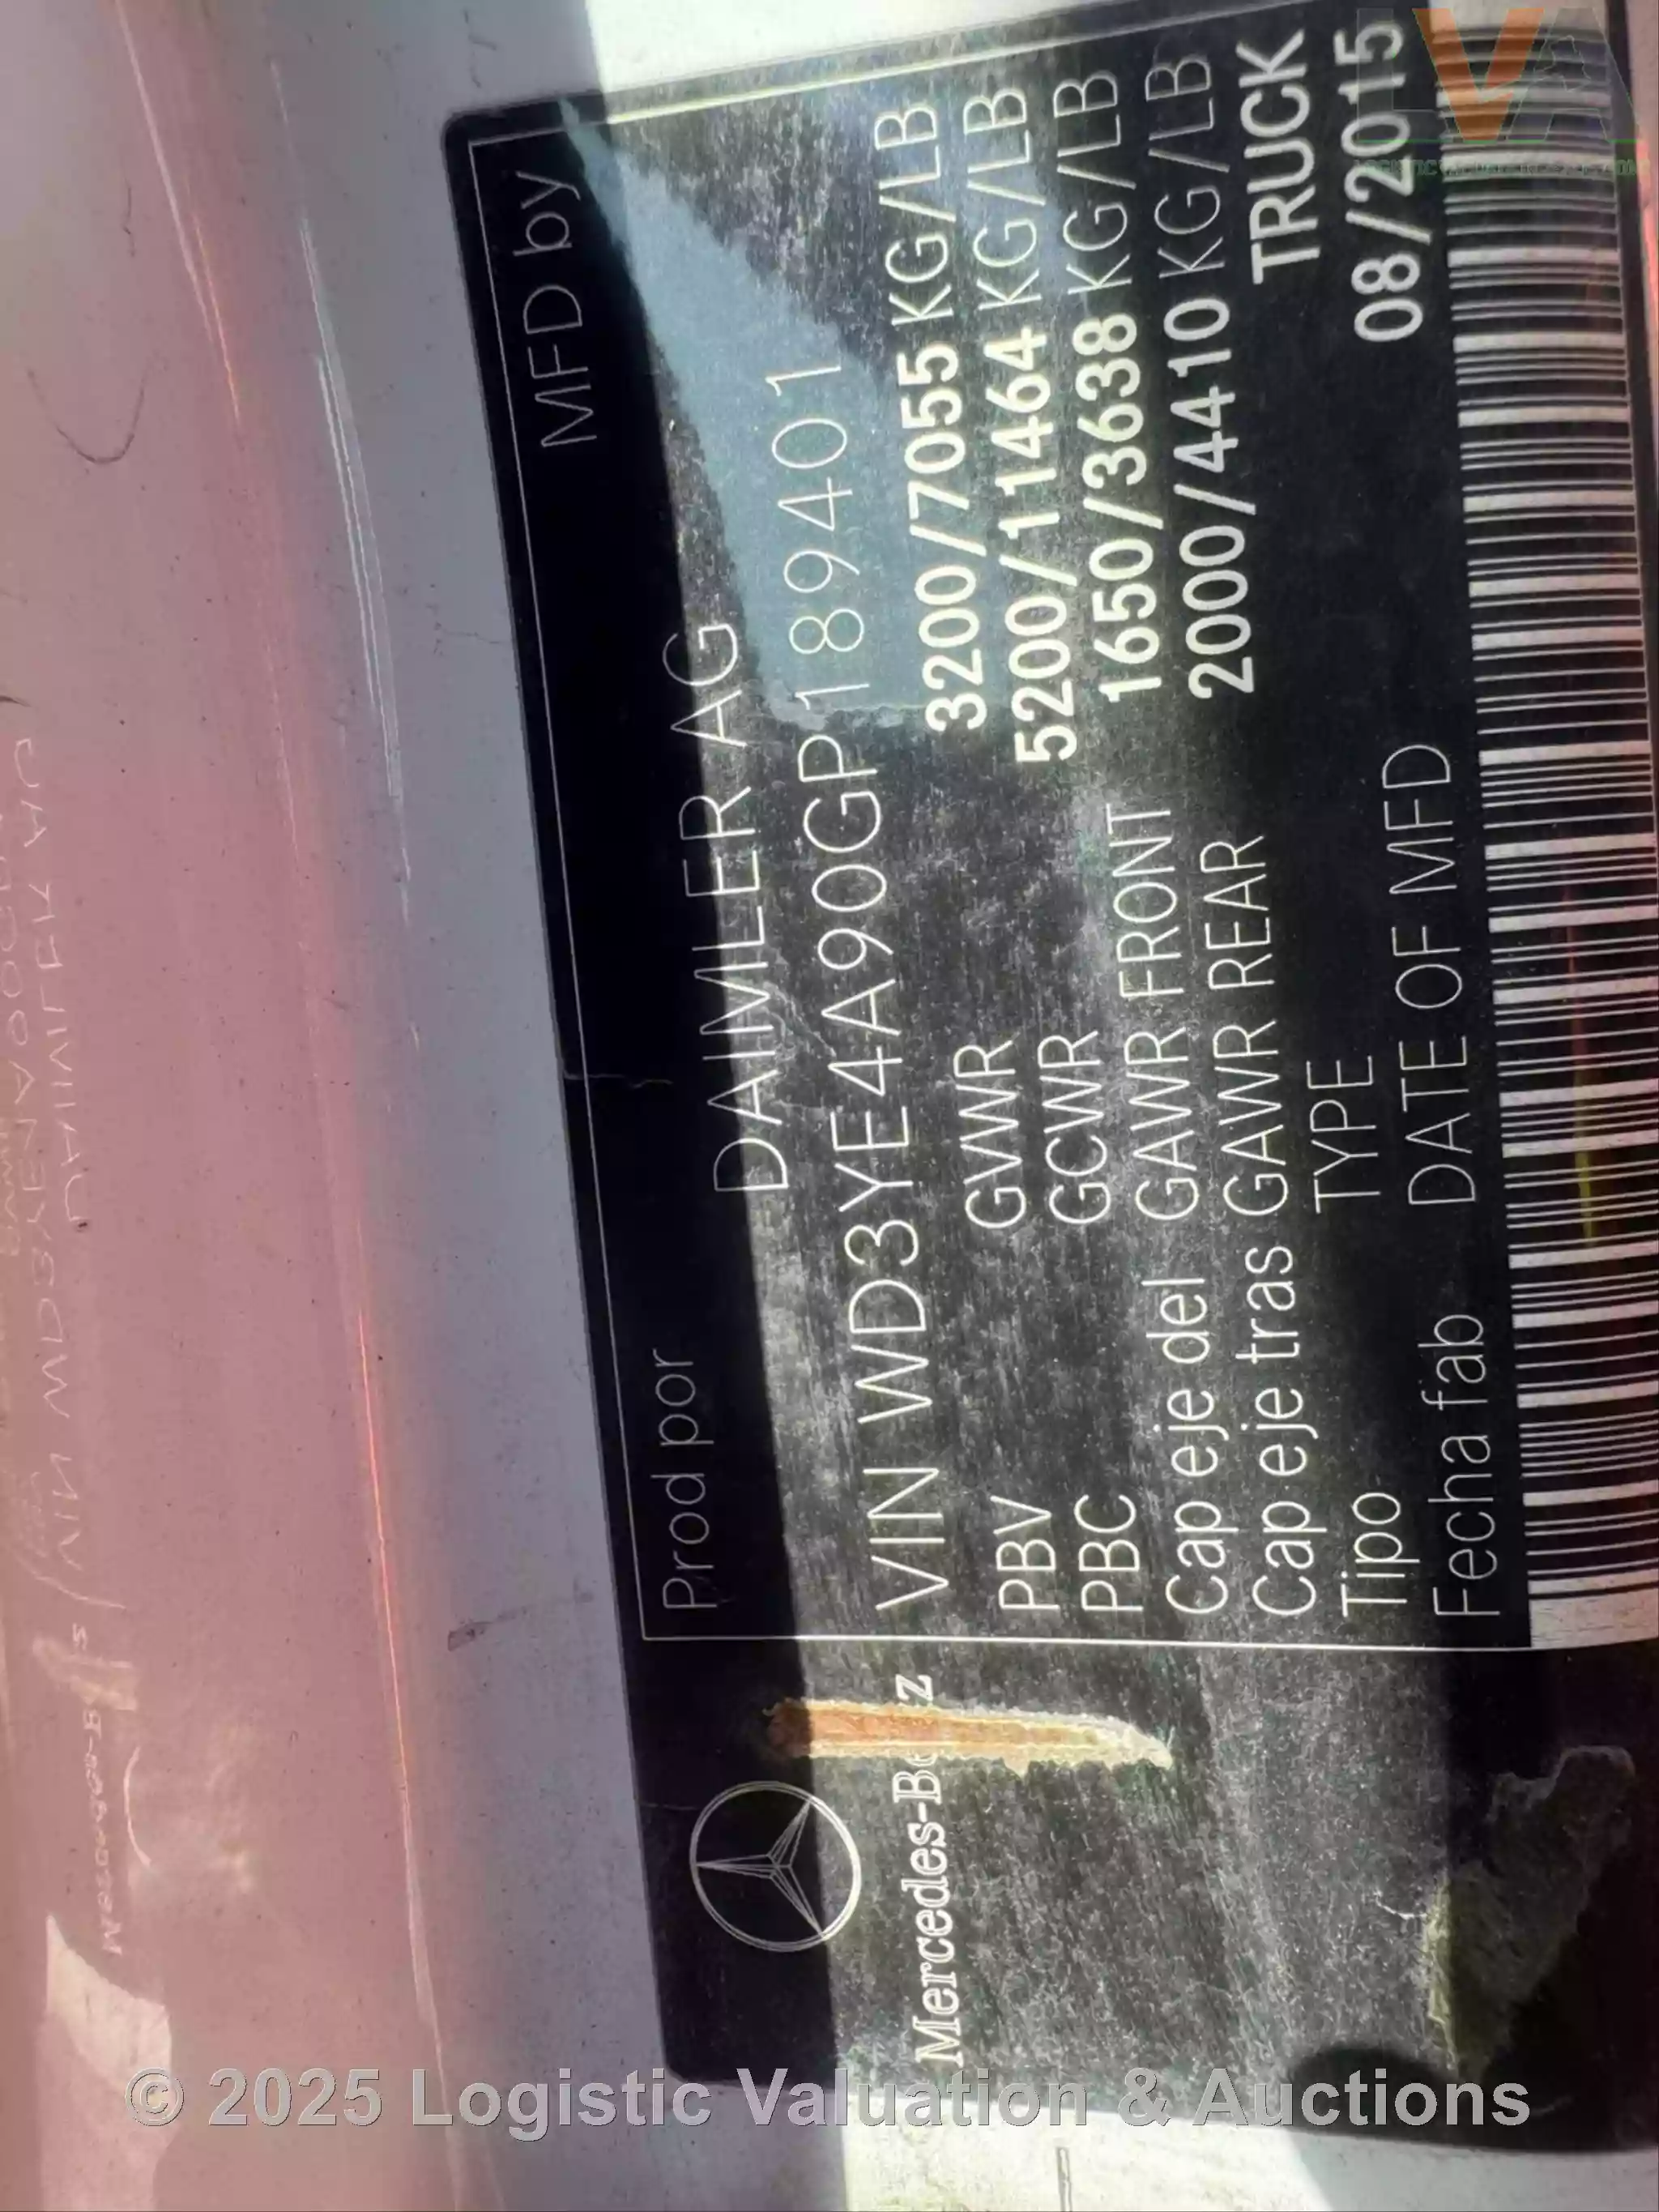 Prod por MFD by
DAIMLER AG
VIN WD3YE4A90GP189401
PBV GVWR 3200/7055 KG/LB
PBC GCWR 5200/11464 KG/LB
Cap eje del GAWR FRONT 1650/3638 KG/LB
Cap eje tras GAWR REAR 2000/4410 KG/LB
Tipo TYPE TRUCK
Fecha fab DATE OF MFD 08/2015
LVA
© 2025 Logistic Valuation & Auctions